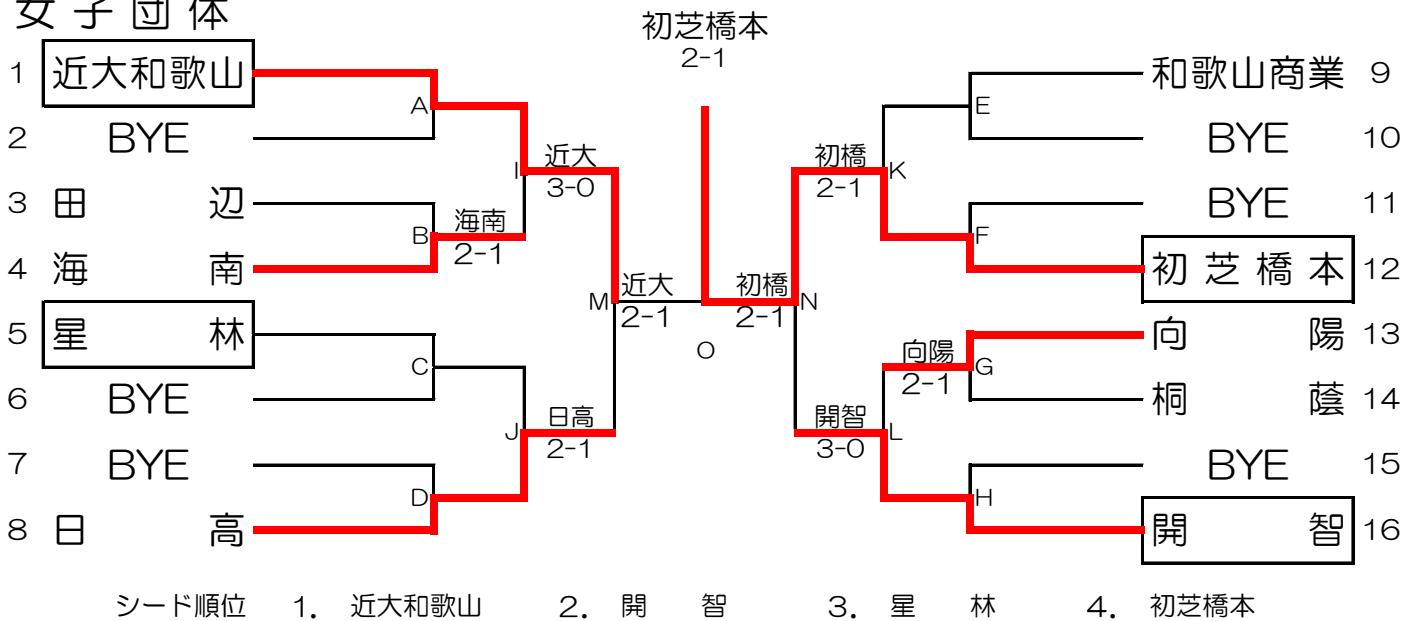 女子団体
初芝橋本
2-1
1 近大和歌山
2 BYE
3 田辺
4 海南
5 星林
6 BYE
7 BYE
8 日高
A
B
C
D
海南
2-1
I
J
近大
3-0
日高
2-1
M
近大
2-1
O
初橋
2-1
N
初橋
2-1
開智
3-0
K
L
向陽
2-1
E
F
G
H
和歌山商業 9
BYE 10
BYE 11
初芝橋本 12
向陽 13
桐蔭 14
BYE 15
開智 16
シード順位 1. 近大和歌山 2. 開智 3. 星林 4. 初芝橋本